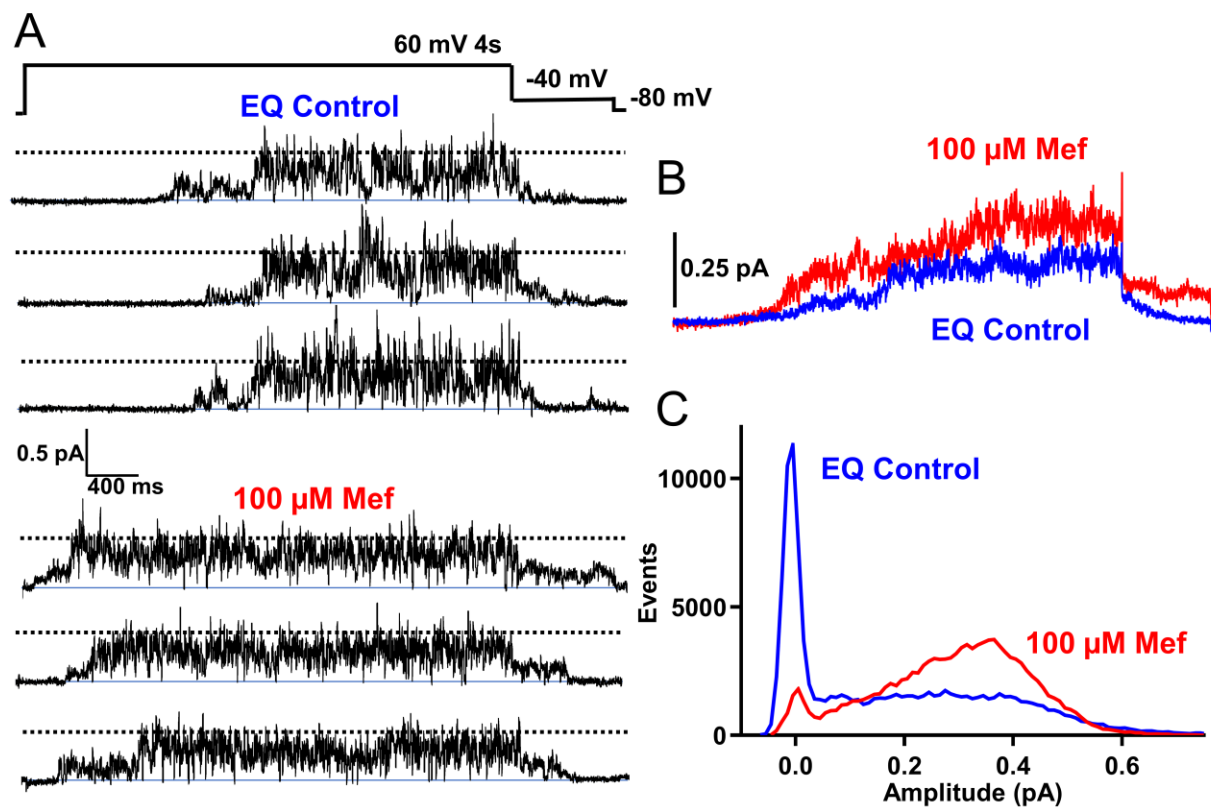 A
60 mV 4s
-40 mV
-80 mV
EQ Control
0.5 pA
400 ms
100 µM Mef
B
100 µM Mef
0.25 pA
EQ Control
C
EQ Control
100 µM Mef
10000
5000
0
Events
0.0 0.2 0.4 0.6
Amplitude (pA)